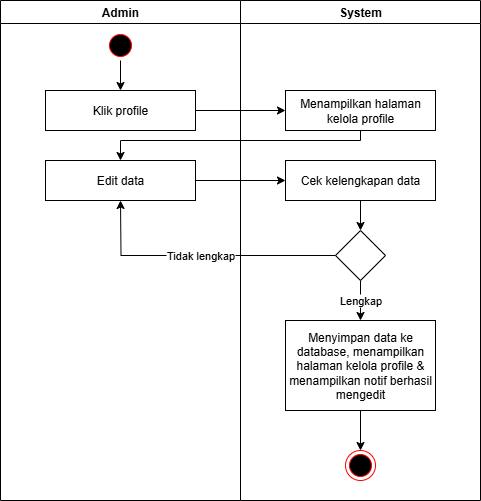 Admin
System
Klik profile
Menampilkan halaman
kelola profile
Edit data
Cek kelengkapan data
Tidak lengkap
Lengkap
Menyimpan data ke
database, menampilkan
halaman kelola profile &
menampilkan notif berhasil
mengedit